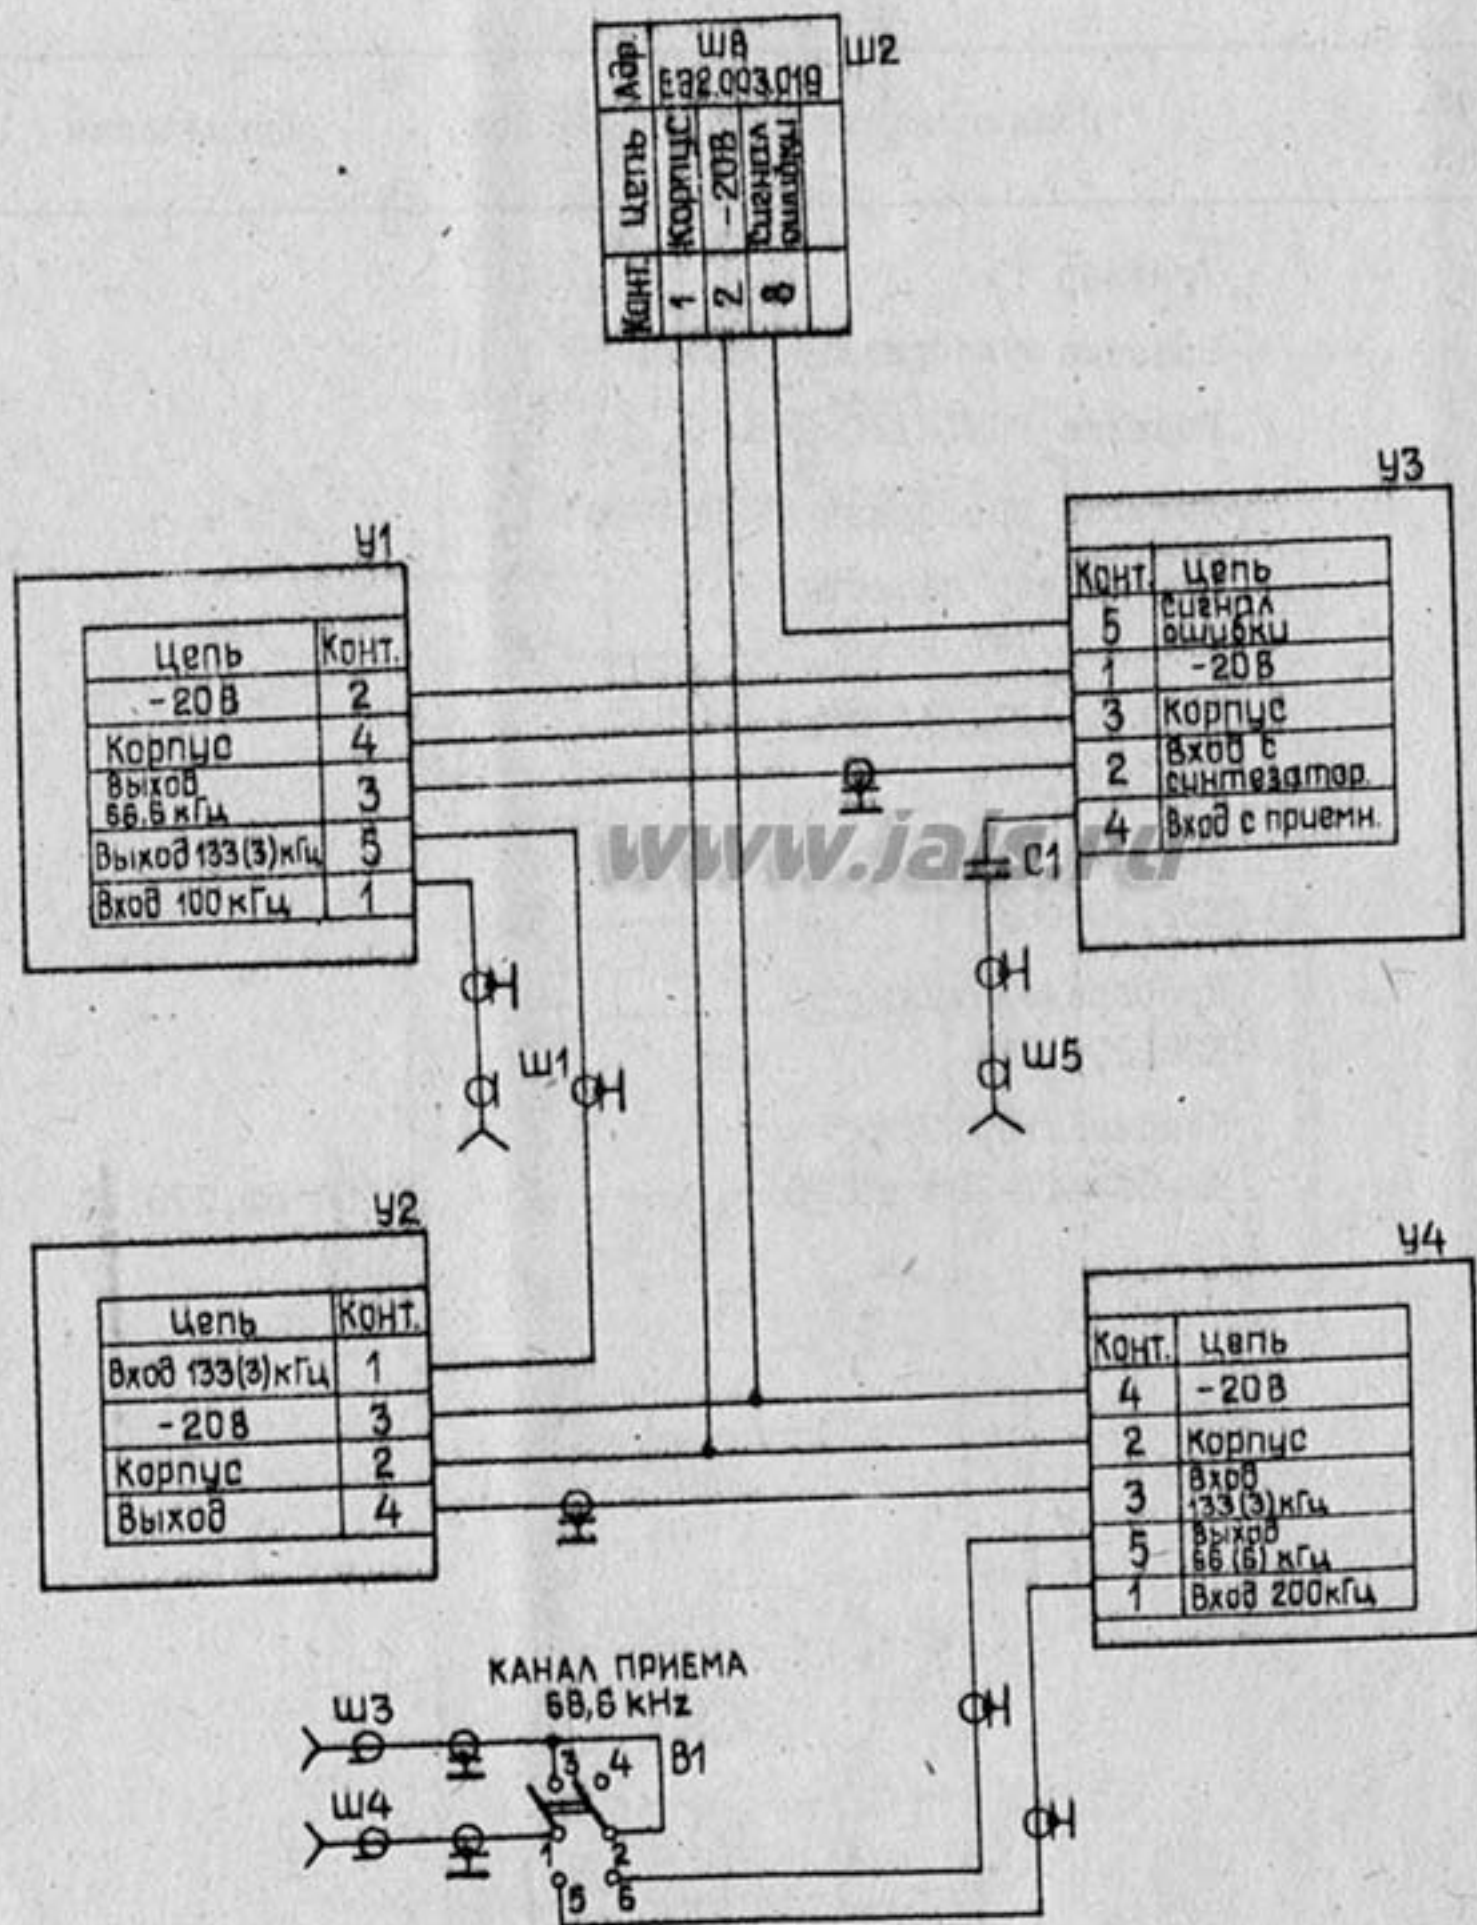 Адр. Ш8 Ш2
ЕЭ2.003.019
Цепь Корпус -20В Сигнал ошибки
Конт. 1 2 8
У1
Цепь Конт.
-20В 2
Корпус 4
Выход 66,6 кГц 3
Выход 133(3)кГц 5
Вход 100 кГц 1
У3
Конт. Цепь
5 Сигнал ошибки
1 -20В
3 Корпус
2 Вход с синтезатор.
4 Вход с приемн.
www.jais.ru
С1
Ш1
Ш5
У2
Цепь Конт.
Вход 133(3)кГц 1
-20В 3
Корпус 2
Выход 4
У4
Конт. Цепь
4 -20В
2 Корпус
3 Вход 133(3)кГц
5 Выход 66(6) кГц
1 Вход 200кГц
КАНАЛ ПРИЕМА
66,6 kHz
Ш3
3 4 В1
Ш4
1 2
5 6